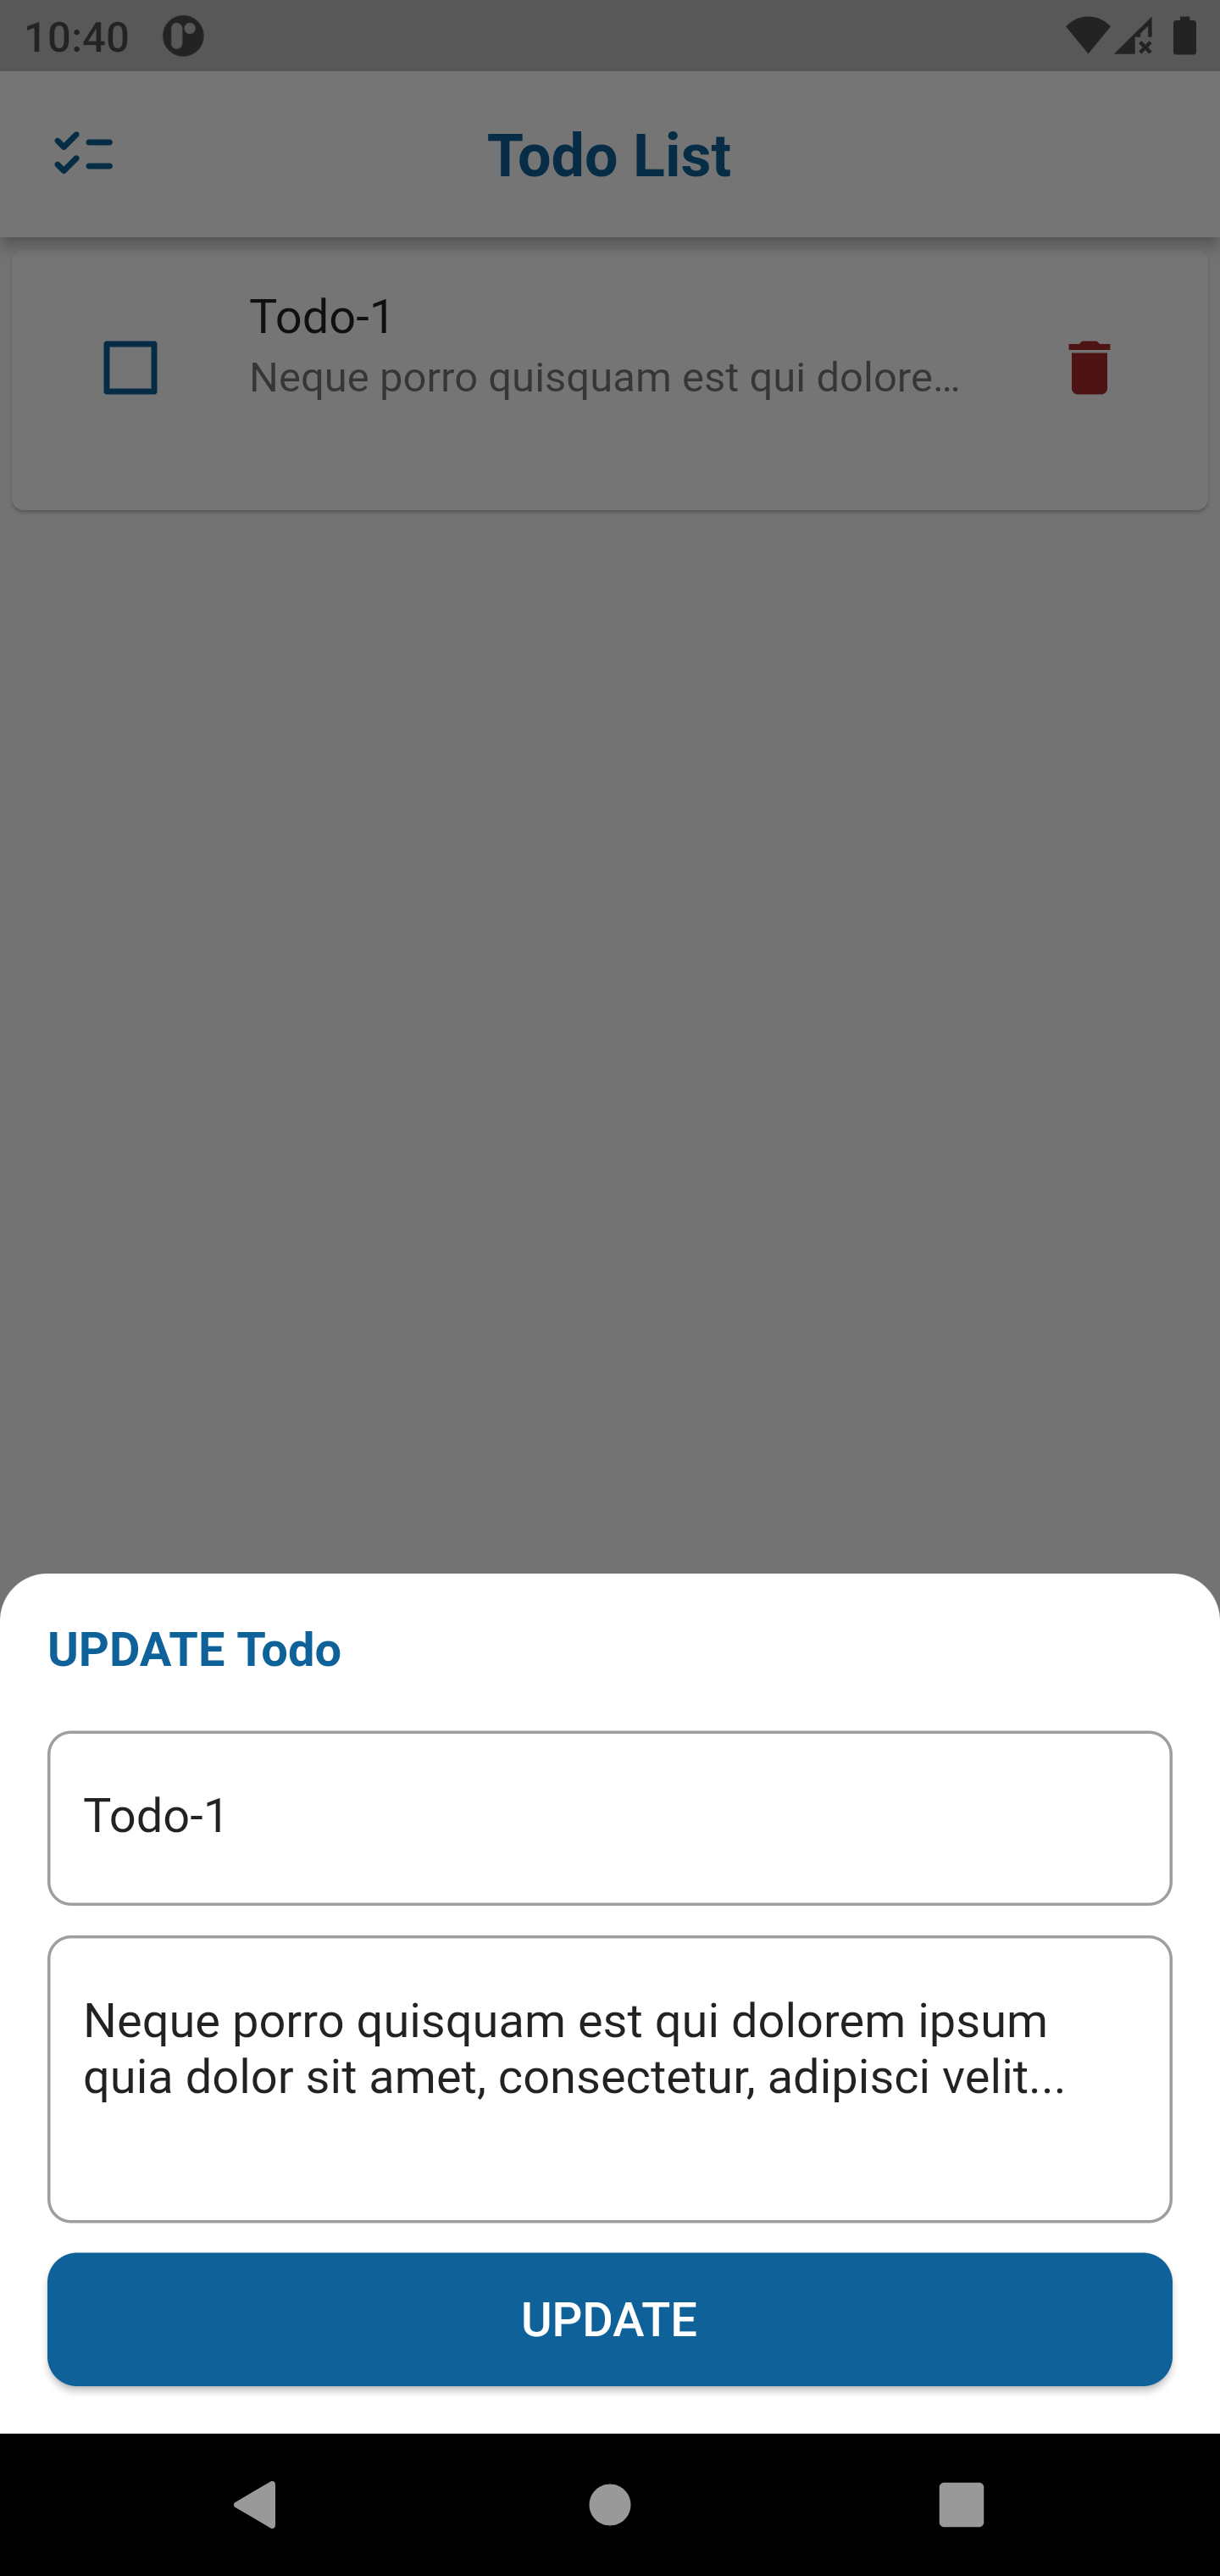 10:40
Todo List
Todo-1
Neque porro quisquam est qui dolore...
UPDATE Todo
Todo-1
Neque porro quisquam est qui dolorem ipsum
quia dolor sit amet, consectetur, adipisci velit...
UPDATE